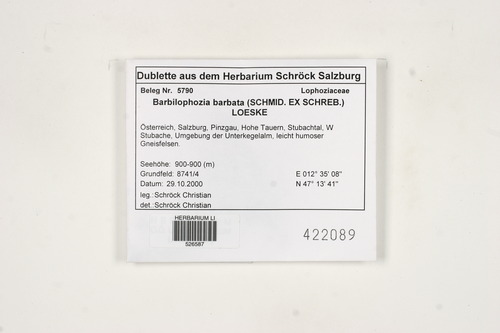 Dublette aus dem Herbarium Schröck Salzburg
Beleg Nr. 5790 Lophoziaceae
Barbilophozia barbata (SCHMID. EX SCHREB.)
LOESKE
Österreich, Salzburg, Pinzgau, Hohe Tauern, Stubachtal, W
Stubache, Umgebung der Unterkegelalm, leicht humoser
Gneisfelsen.
Seehöhe: 900-900 (m)
Grundfeld: 8741/4 E 012° 35' 08"
Datum: 29.10.2000 N 47° 13' 41"
leg.: Schröck Christian
det.: Schröck Christian
HERBARIUM LI
526587
422089